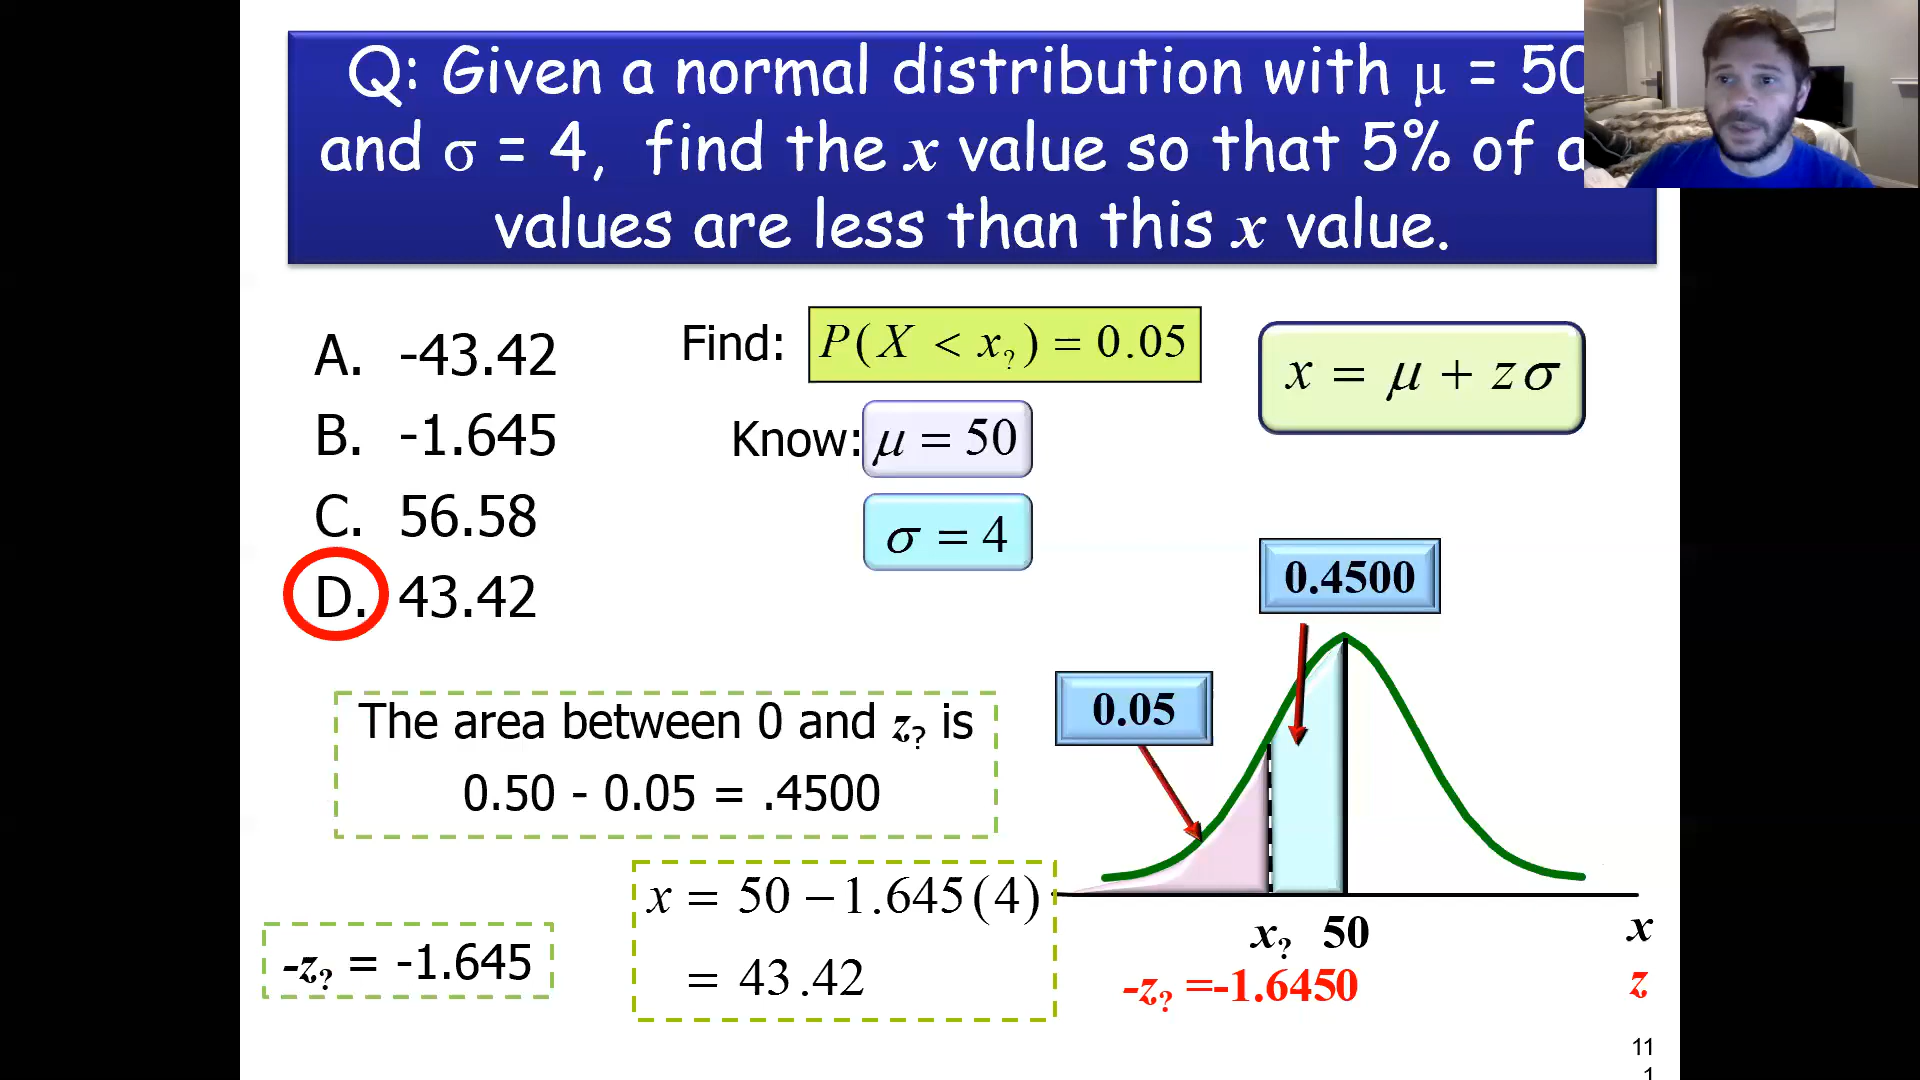 Q: Given a normal distribution with μ = 50
and σ = 4, find the x value so that 5% of a
values are less than this x value.
A. -43.42
B. -1.645
C. 56.58
D. 43.42
Find: P(X < x?) = 0.05
Know: μ = 50
σ = 4
x = μ + zσ
0.4500
0.05
The area between 0 and z? is
0.50 - 0.05 = .4500
-z? = -1.645
x = 50 − 1.645(4)
= 43.42
x? 50 x
-z? =-1.6450 z
11
1